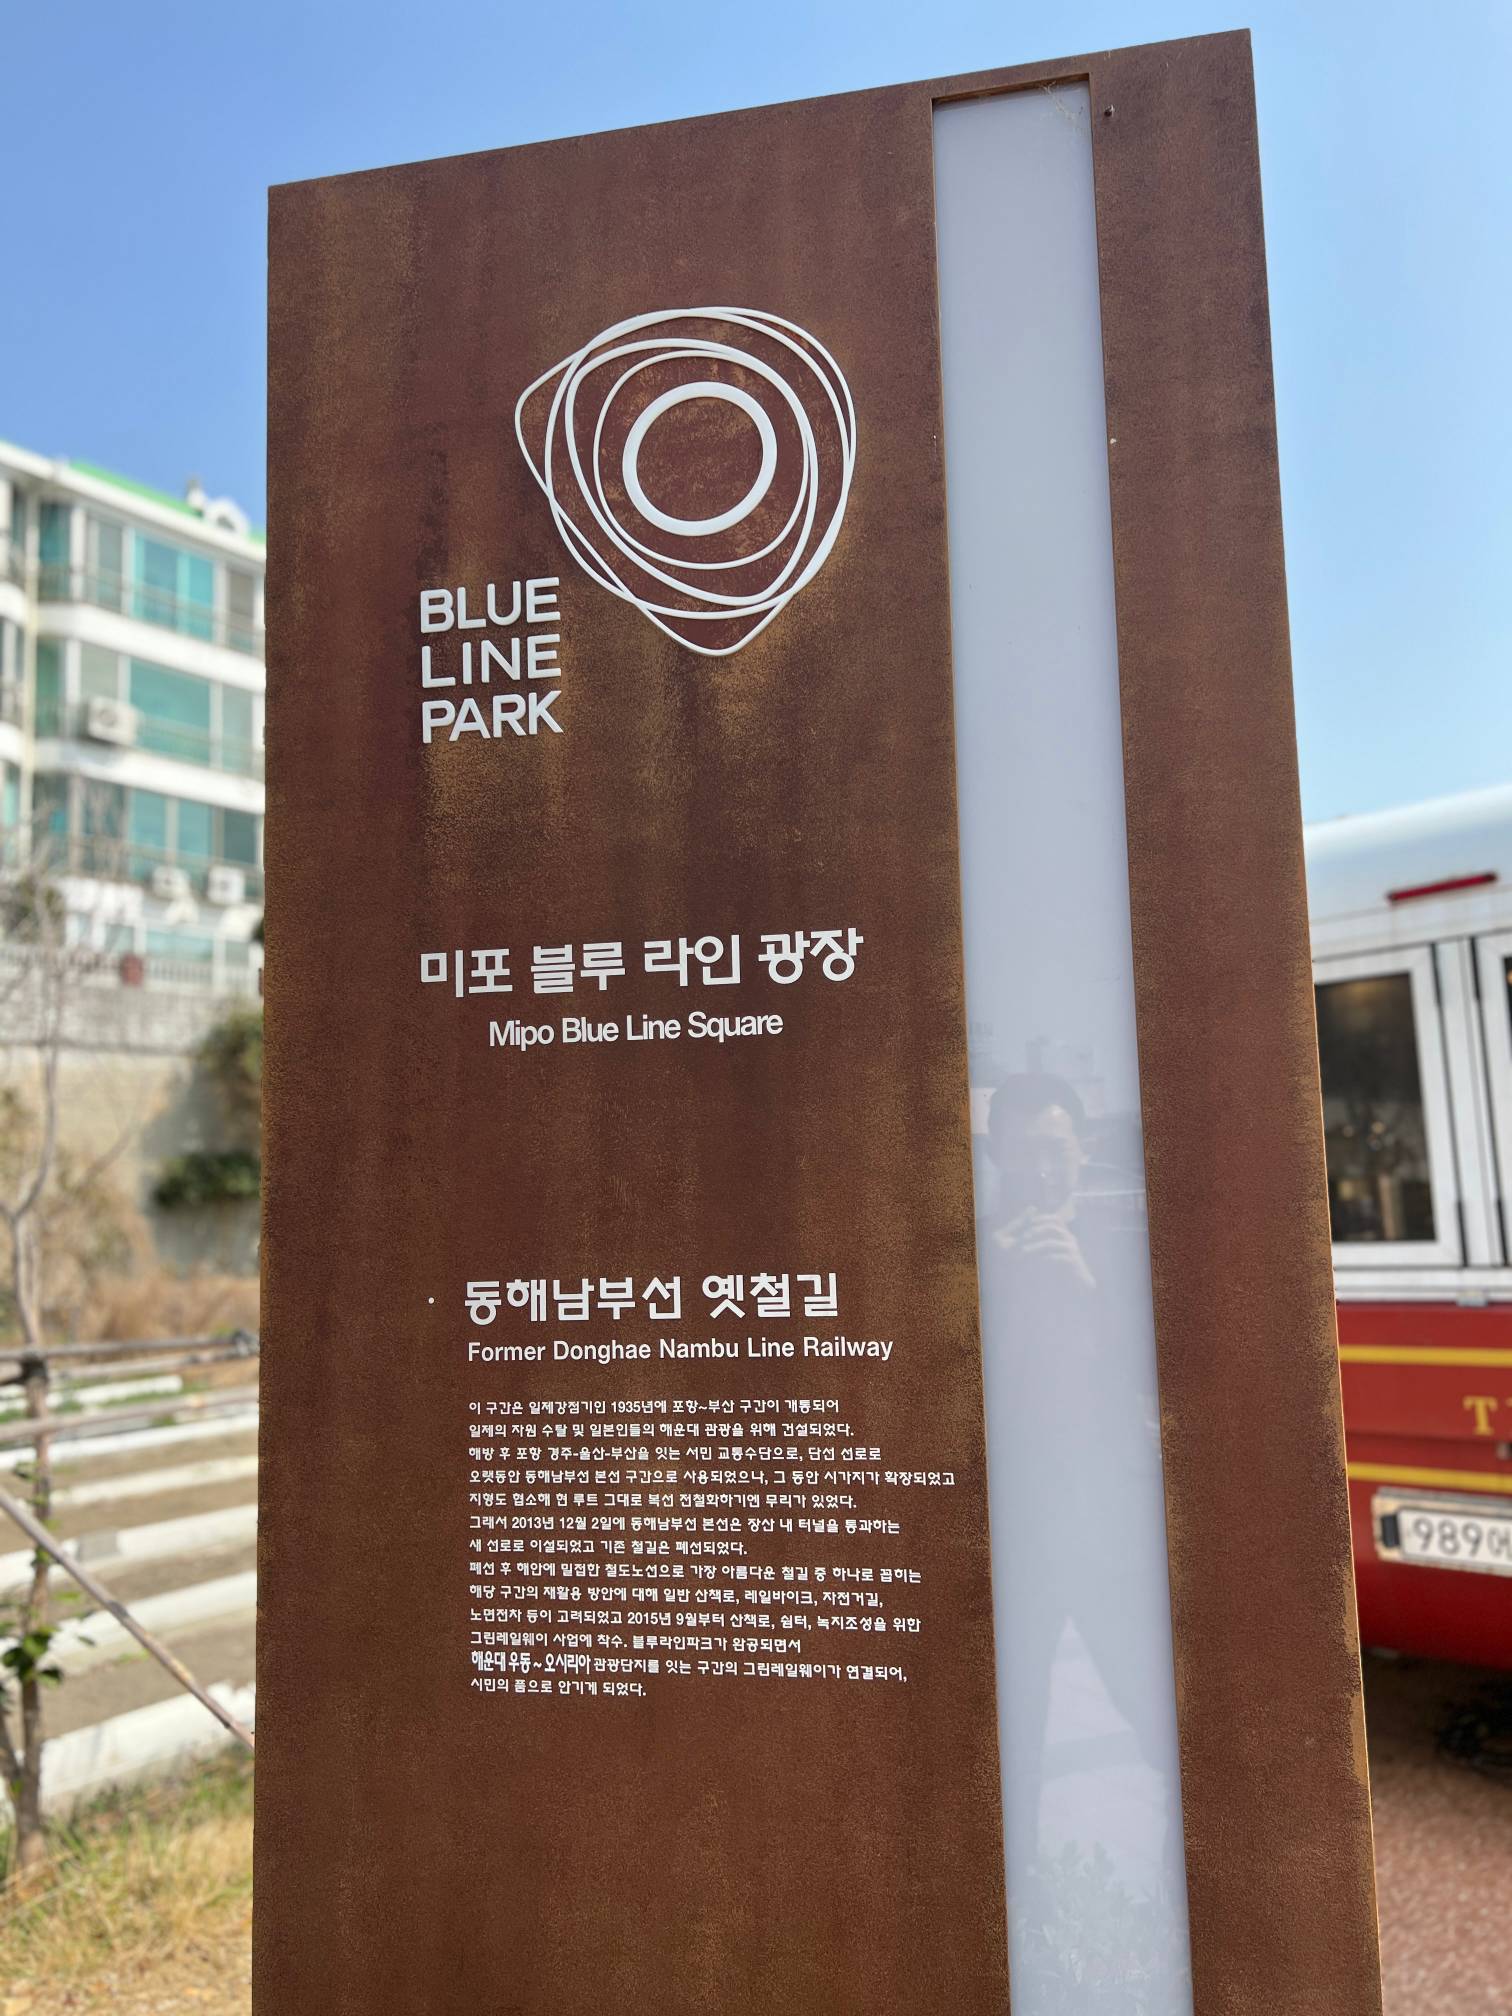 BLUE
LINE
PARK
미포 블루 라인 광장
Mipo Blue Line Square
· 동해남부선 옛철길
Former Donghae Nambu Line Railway
이 구간은 일제강점기인 1935년에 포항~부산 구간이 개통되어
일제의 자원 수탈 및 일본인들의 해운대 관광을 위해 건설되었다.
해방 후 포항 경주-울산-부산을 잇는 서민 교통수단으로, 단선 선로로
오랫동안 동해남부선 본선 구간으로 사용되었으나, 그 동안 시가지가 확장되었고
지형도 협소해 현 루트 그대로 복선 전철화하기엔 무리가 있었다.
그래서 2013년 12월 2일에 동해남부선 본선은 장산 내 터널을 통과하는
새 선로로 이설되었고 기존 철길은 폐선되었다.
폐선 후 해안에 밀접한 철도노선으로 가장 아름다운 철길 중 하나로 꼽히는
해당 구간의 재활용 방안에 대해 일반 산책로, 레일바이크, 자전거길,
노면전차 등이 고려되었고 2015년 9월부터 산책로, 쉼터, 녹지조성을 위한
그린레일웨이 사업에 착수. 블루라인파크가 완공되면서
해운대 우동~오시리아 관광단지를 잇는 구간의 그린레일웨이가 연결되어,
시민의 품으로 안기게 되었다.
989